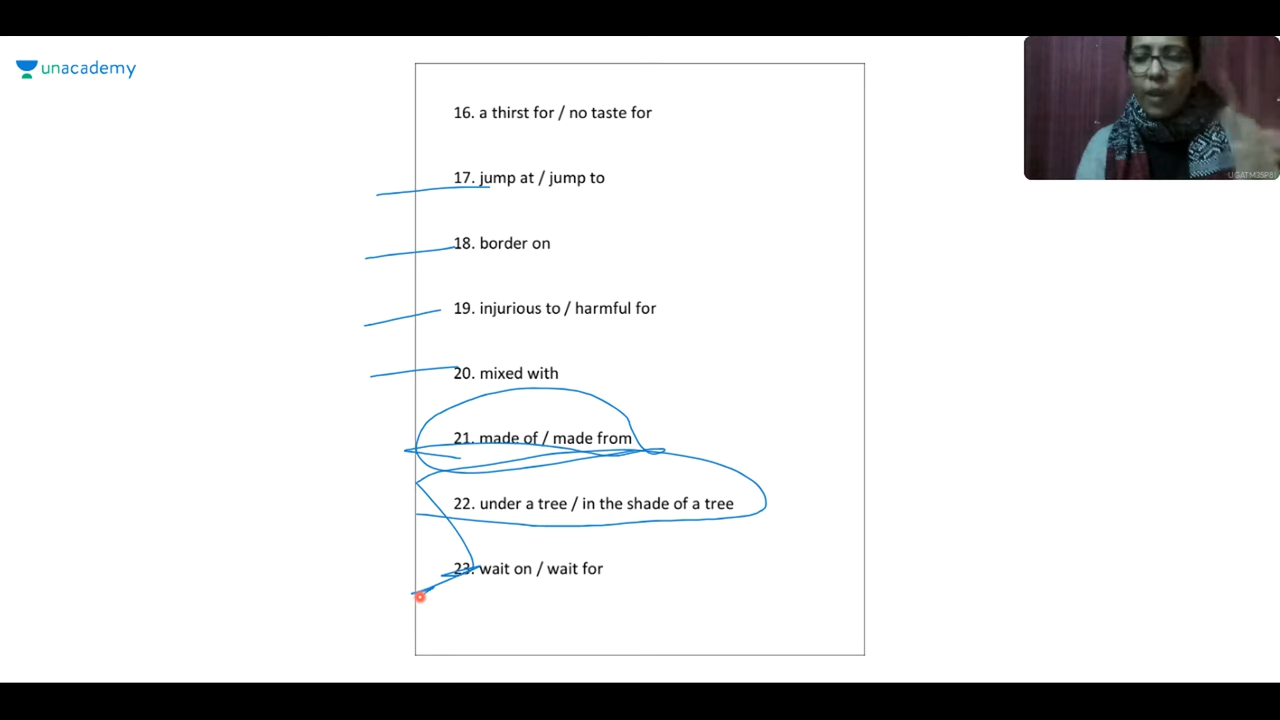 unacademy
16. a thirst for / no taste for
17. jump at / jump to
18. border on
19. injurious to / harmful for
20. mixed with
21. made of / made from
22. under a tree / in the shade of a tree
23. wait on / wait for